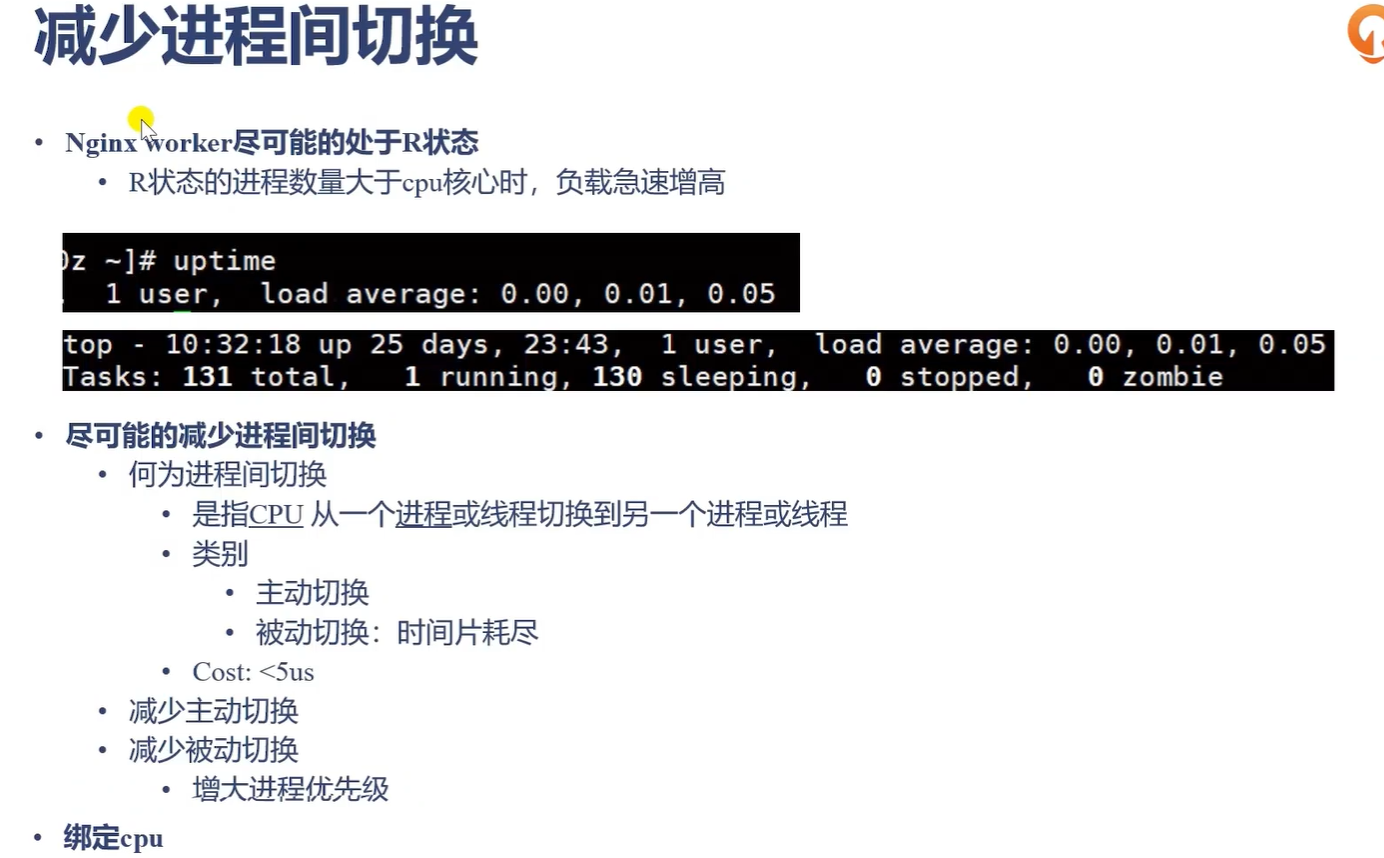 减少进程间切换
Nginx worker尽可能的处于R状态
R状态的进程数量大于cpu核心时，负载急速增高
0z ~]# uptime
1 user,  load average: 0.00, 0.01, 0.05
top - 10:32:18 up 25 days, 23:43,  1 user,  load average: 0.00, 0.01, 0.05
Tasks: 131 total,   1 running, 130 sleeping,   0 stopped,   0 zombie
尽可能的减少进程间切换
何为进程间切换
是指CPU 从一个进程或线程切换到另一个进程或线程
类别
主动切换
被动切换：时间片耗尽
Cost: <5us
减少主动切换
减少被动切换
增大进程优先级
绑定cpu